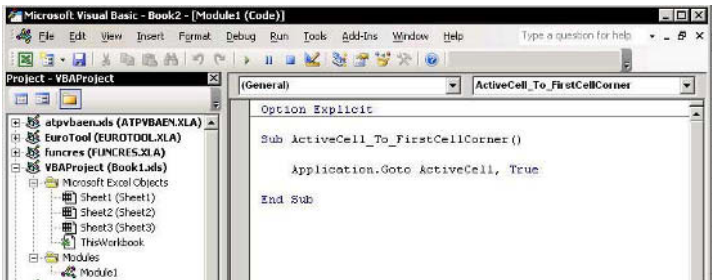 Microsoft Visual Basic - Book2 - [Module1 (Code)]
File Edit View Insert Format Debug Run Tools Add-Ins Window Help Type a question for help
Project - VBAProject
(General) ActiveCell_To_FirstCellCorner
atpvbaen.xls (ATPVBAEN.XLA)
EuroTool (EUROTOOL.XLA)
funcres (FUNCRES.XLA)
VBAProject (Book1.xls)
Microsoft Excel Objects
Sheet1 (Sheet1)
Sheet2 (Sheet2)
Sheet3 (Sheet3)
ThisWorkbook
Modules
Module1
Option Explicit
Sub ActiveCell_To_FirstCellCorner()
Application.Goto ActiveCell, True
End Sub